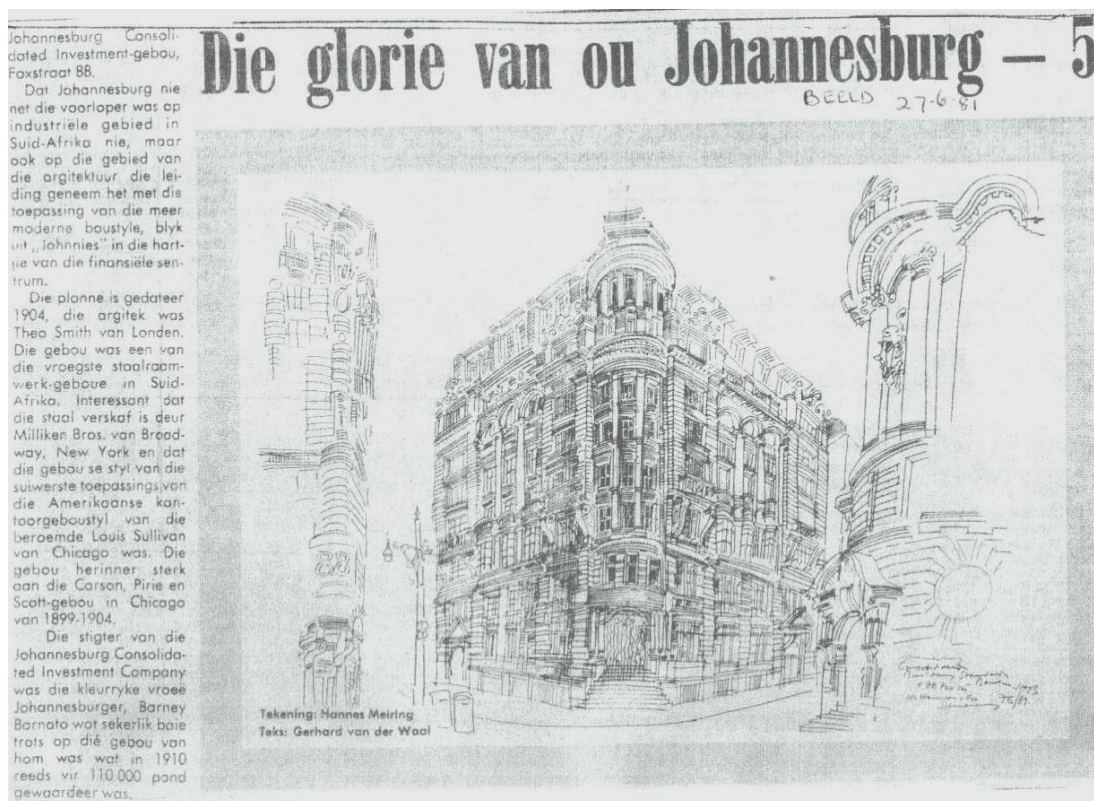 Die glorie van ou Johannesburg — 5
BEELD 27-6-81
Johannesburg Consoli-
dated Investment-gebou,
Foxstraat 88.
Dat Johannesburg nie
net die voorloper was op
industriële gebied in
Suid-Afrika nie, maar
ook op die gebied van
die argitektuur die lei-
ding geneem het met die
toepassing van die meer
moderne boustyle, blyk
uit „Johnnies" in die hart-
jie van die finansiële sen-
trum.
Die planne is gedateer
1904, die argitek was
Theo Smith van Londen.
Die gebou was een van
die vroegste staalraam-
werk-geboue in Suid-
Afrika. Interessant dat
die staal verskaf is deur
Milliken Bros. van Broad-
way, New York en dat
die gebou se styl van die
suiwerste toepassings van
die Amerikaanse kan-
toorgeboustyl van die
beroemde Louis Sullivan
van Chicago was. Die
gebou herinner sterk
aan die Carson, Pirie en
Scott-gebou in Chicago
van 1899-1904.
Die stigter van die
Johannesburg Consolida-
ted Investment Company
was die kleurryke vroeë
Johannesburger, Barney
Barnato wat sekerlik baie
trots op dié gebou van
hom was wat in 1910
reeds vir 110 000 pond
gewaardeer was.
88
Tekening: Hannes Meiring
Teks: Gerhard van der Waal